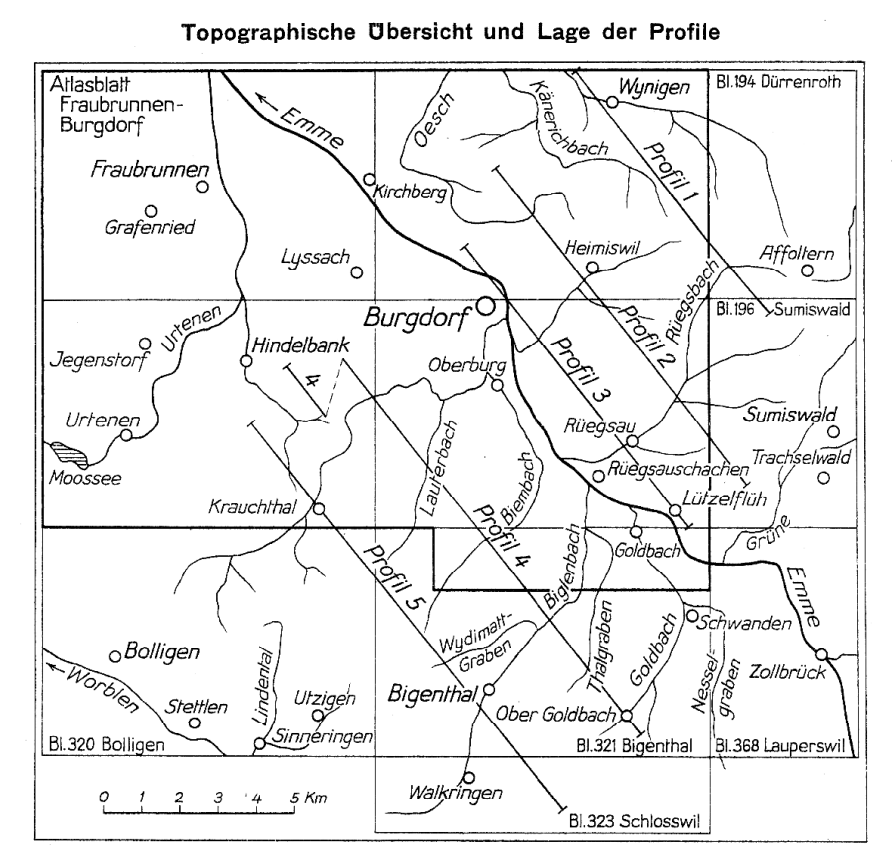 Topographische Übersicht und Lage der Profile
Atlasblatt
Fraubrunnen-
Burgdorf
Bl.194 Dürrenroth
Wynigen
Emme
Oesch
Känerichbach
Profil 1
Fraubrunnen
Kirchberg
Grafenried
Lyssach
Heimiswil
Affoltern
Rüegsbach
Urtenen
Burgdorf
Bl.196 Sumiswald
Profil 2
Jegenstorf
Hindelbank
Oberburg
Profil 3
4
Sumiswald
Urtenen
Rüegsau
Trachselwald
Moossee
Lauterbach
Biembach
Rüegsauschachen
Krauchthal
Lützelflüh
Profil 4
Grüne
Goldbach
Profil 5
Biglenbach
Emme
Thalgraben
Goldbach
Schwanden
Wydimatt-
Graben
Nessel-
graben
Bolligen
Zollbrück
Worblen
Lindental
Bigenthal
Stettlen
Utzigen
Ober Goldbach
Sinneringen
Bl.320 Bolligen
Bl.321 Bigenthal
Bl.368 Lauperswil
Walkringen
0 1 2 3 4 5 Km
Bl.323 Schlosswil